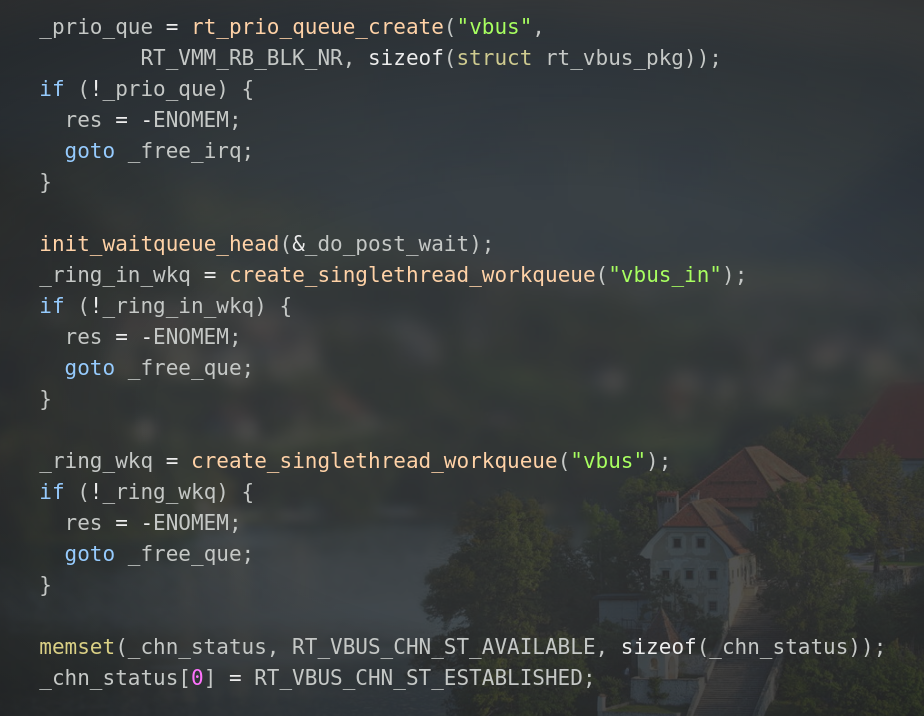 _prio_que = rt_prio_queue_create("vbus",
RT_VMM_RB_BLK_NR, sizeof(struct rt_vbus_pkg));
if (!_prio_que) {
res = -ENOMEM;
goto _free_irq;
}
init_waitqueue_head(&_do_post_wait);
_ring_in_wkq = create_singlethread_workqueue("vbus_in");
if (!_ring_in_wkq) {
res = -ENOMEM;
goto _free_que;
}
_ring_wkq = create_singlethread_workqueue("vbus");
if (!_ring_wkq) {
res = -ENOMEM;
goto _free_que;
}
memset(_chn_status, RT_VBUS_CHN_ST_AVAILABLE, sizeof(_chn_status));
_chn_status[0] = RT_VBUS_CHN_ST_ESTABLISHED;